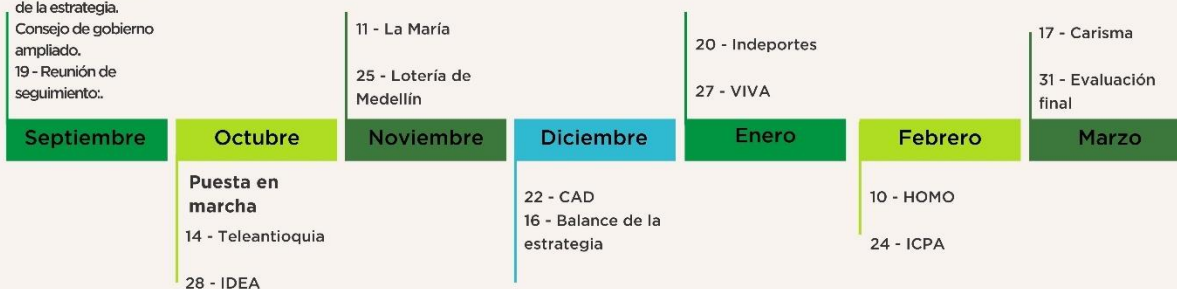 de la estrategia.
Consejo de gobierno
ampliado.
19 - Reunión de
seguimiento:.
Septiembre
Octubre
Puesta en
marcha
14 - Teleantioquia
28 - IDEA
11 - La María
25 - Lotería de
Medellín
Noviembre
Diciembre
22 - CAD
16 - Balance de la
estrategia
20 - Indeportes
27 - VIVA
Enero
Febrero
10 - HOMO
24 - ICPA
17 - Carisma
31 - Evaluación
final
Marzo